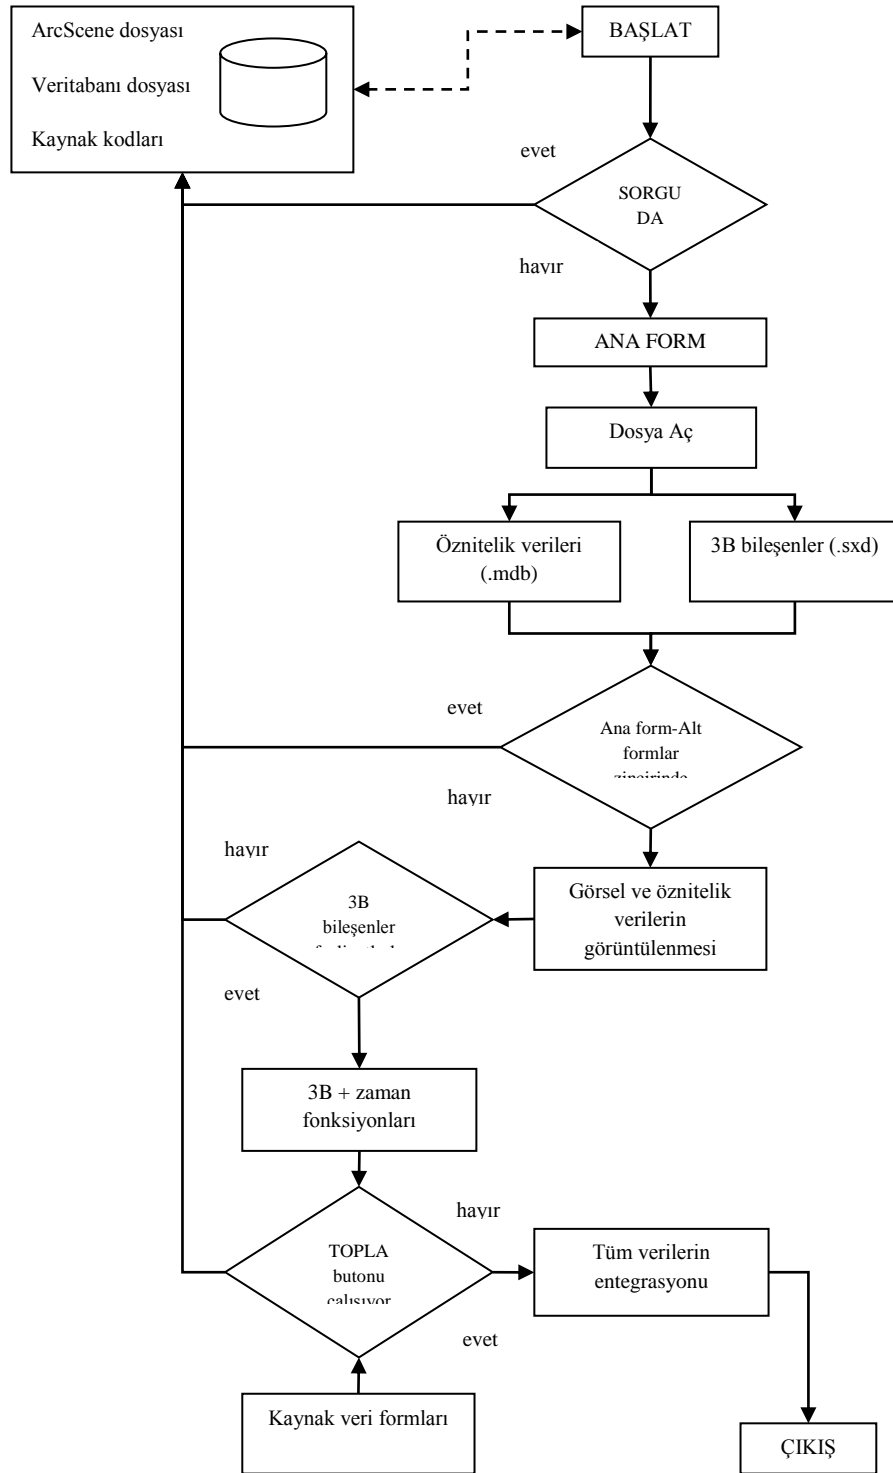 ArcScene dosyası
Veritabanı dosyası
Kaynak kodları
BAŞLAT
evet
SORGU
DA
hayır
ANA FORM
Dosya Aç
Öznitelik verileri
(.mdb)
3B bileşenler (.sxd)
evet
Ana form-Alt
formlar
zincirinde
hayır
Görsel ve öznitelik
verilerin
görüntülenmesi
hayır
3B
bileşenler
evet
3B + zaman
fonksiyonları
hayır
TOPLA
butonu
çalışıyor
Tüm verilerin
entegrasyonu
evet
Kaynak veri formları
ÇIKIŞ